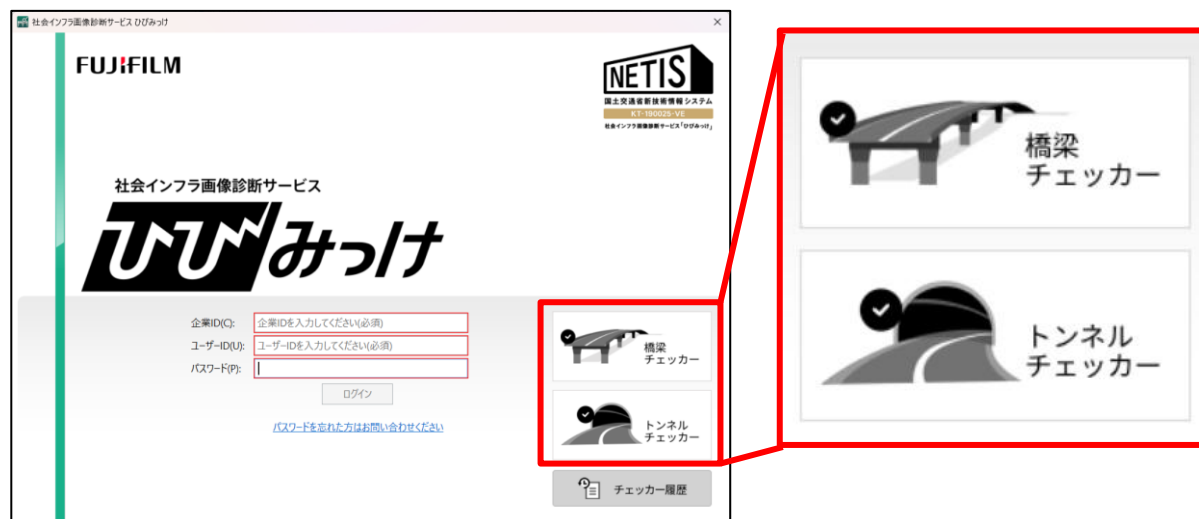 社会インフラ画像診断サービス ひびみっけ
×
FUJIFILM
NETIS
国土交通省新技術情報システム
KT-190025-VE
社会インフラ画像診断サービス「ひびみっけ」
社会インフラ画像診断サービス
ひびみっけ
企業ID(C):
企業IDを入力してください(必須)
ユーザーID(U):
ユーザーIDを入力してください(必須)
パスワード(P):
ログイン
パスワードを忘れた方はお問い合わせください
橋梁
チェッカー
トンネル
チェッカー
チェッカー履歴
橋梁
チェッカー
トンネル
チェッカー